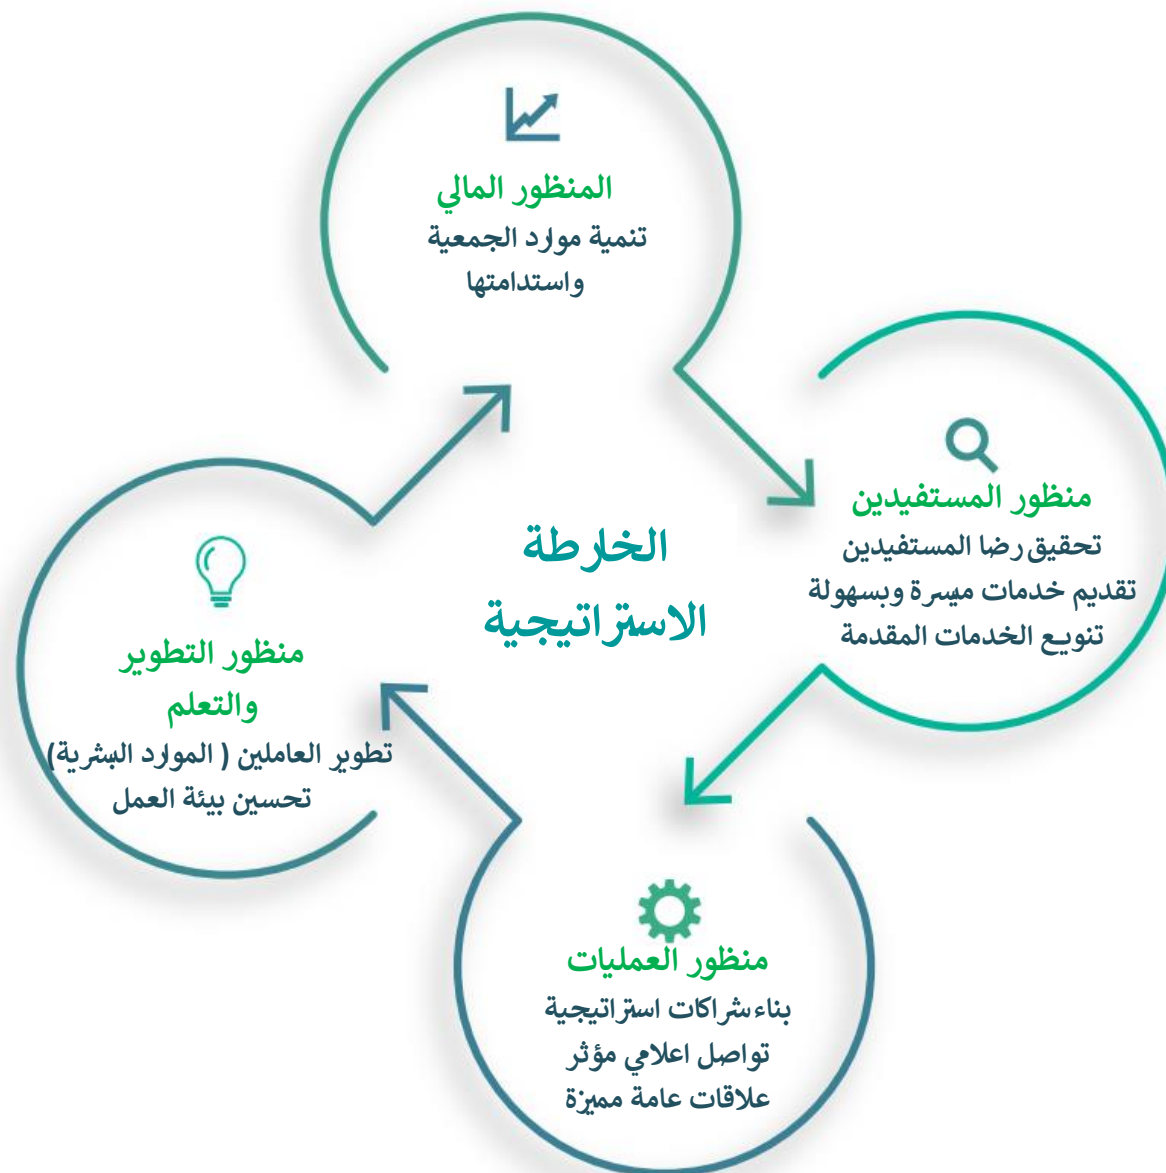 المنظور المالي
تنمية موارد الجمعية
واستدامتها
منظور المستفيدين
تحقيق رضا المستفيدين
تقديم خدمات ميسرة وبسهولة
تنويع الخدمات المقدمة
الخارطة
الاستراتيجية
منظور التطوير
والتعلم
تطوير العاملين ( الموارد البشرية)
تحسين بيئة العمل
منظور العمليات
بناء شراكات استراتيجية
تواصل اعلامي مؤثر
علاقات عامة مميزة